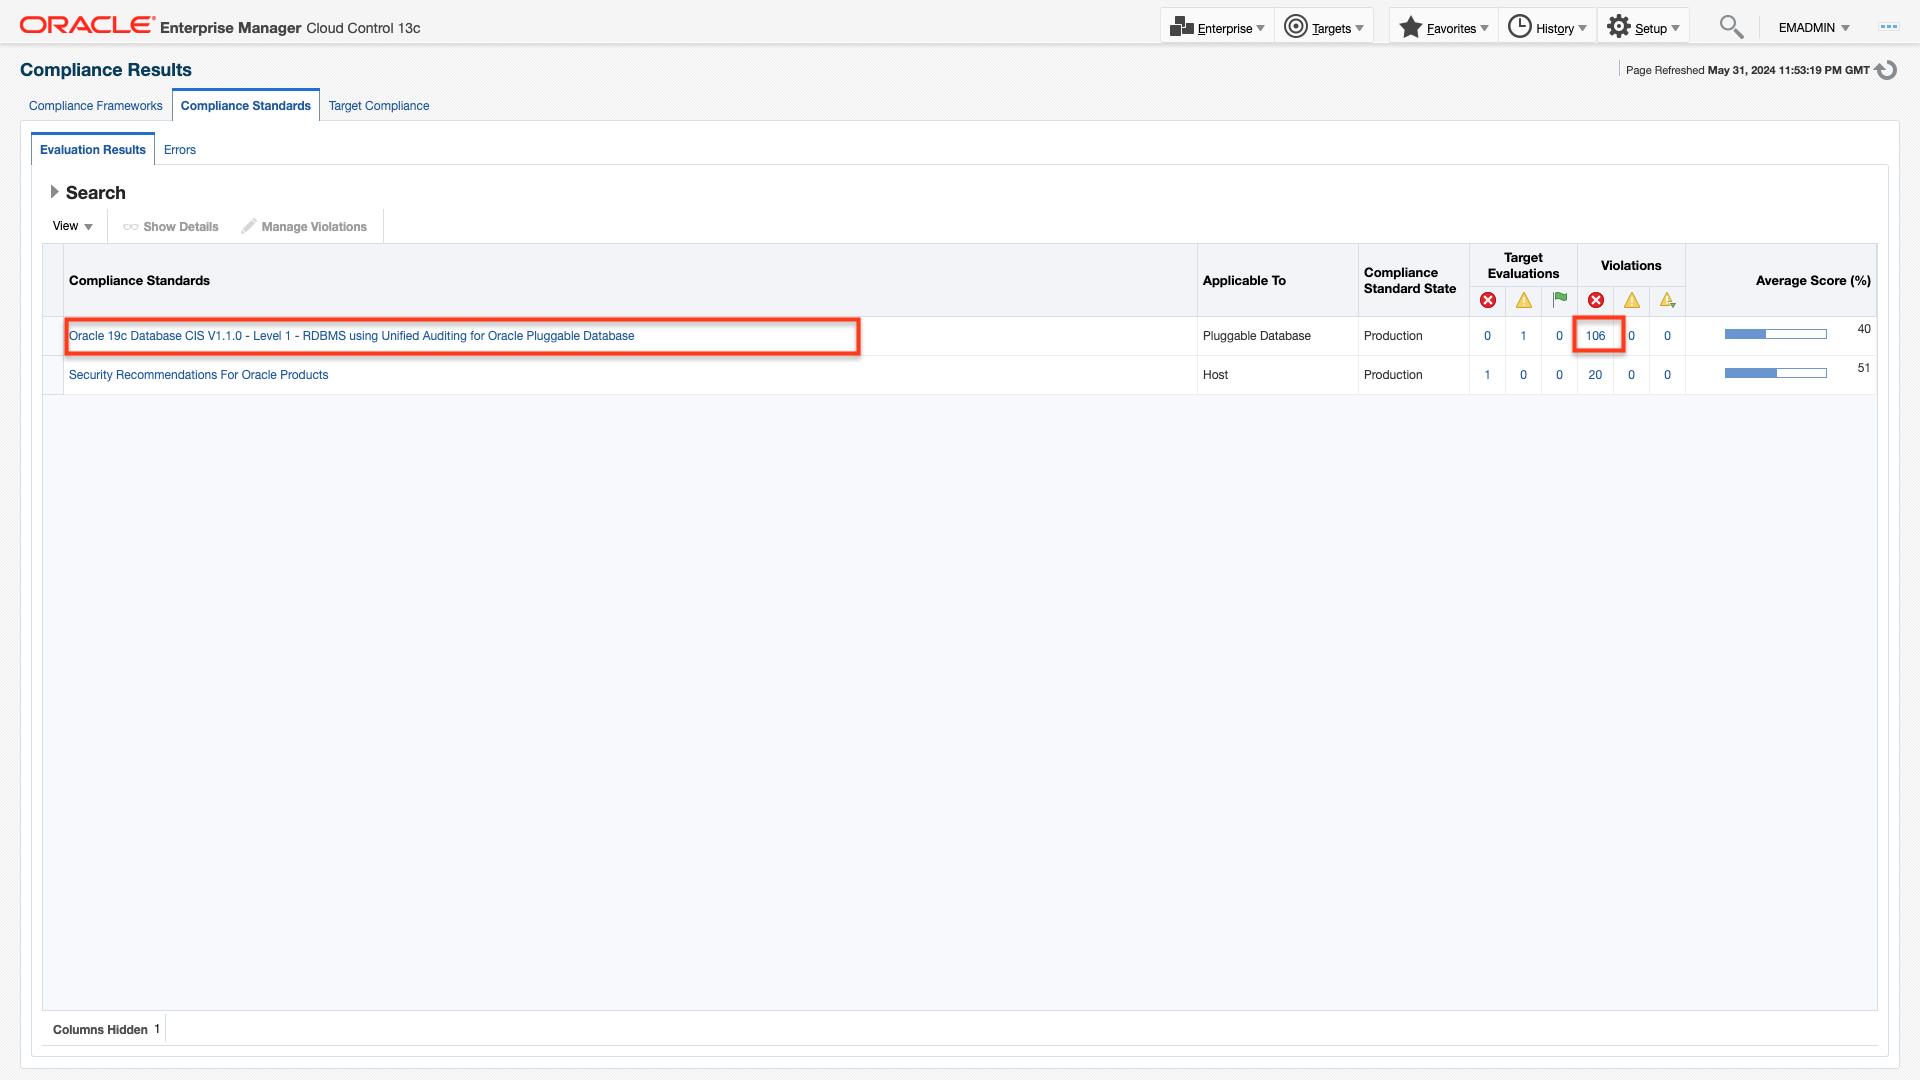 ORACLE Enterprise Manager Cloud Control 13c
Enterprise Targets Favorites History Setup EMADMIN
Compliance Results
Page Refreshed May 31, 2024 11:53:19 PM GMT
Compliance Frameworks Compliance Standards Target Compliance
Evaluation Results Errors
Search
View Show Details Manage Violations
Compliance Standards Applicable To Compliance Standard State Target Evaluations Violations Average Score (%)
Oracle 19c Database CIS V1.1.0 - Level 1 - RDBMS using Unified Auditing for Oracle Pluggable Database Pluggable Database Production 0 1 0 106 0 0 40
Security Recommendations For Oracle Products Host Production 1 0 0 20 0 0 51
Columns Hidden 1